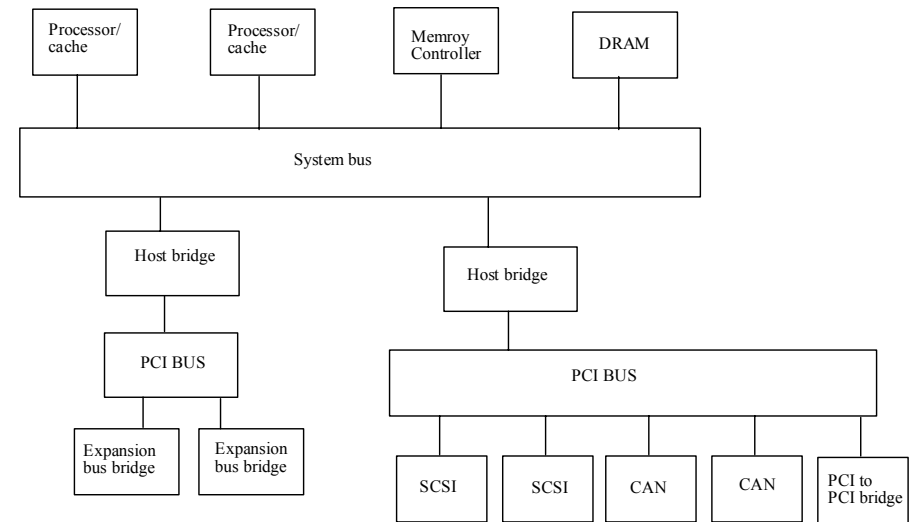 Processor/
cache
Processor/
cache
Memroy
Controller
DRAM
System bus
Host bridge
Host bridge
PCI BUS
PCI BUS
Expansion
bus bridge
Expansion
bus bridge
SCSI
SCSI
CAN
CAN
PCI to
PCI bridge